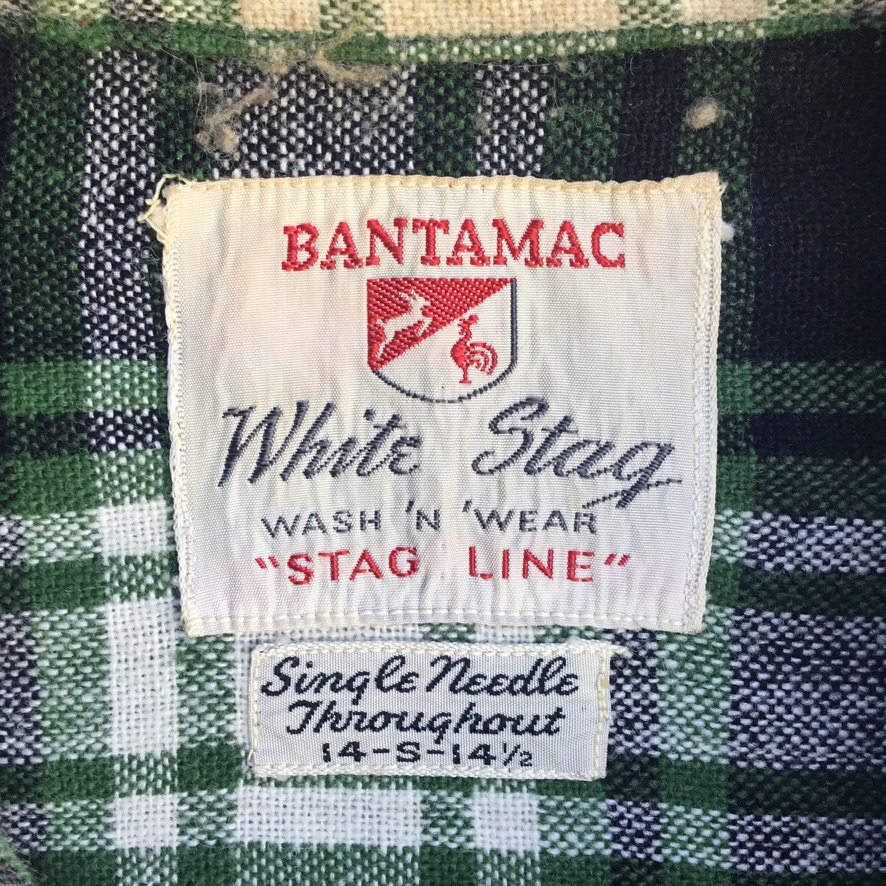 BANTAMAC
White Stag
WASH 'N 'WEAR
"STAG LINE"
Single Needle
Throughout
14-S-14½